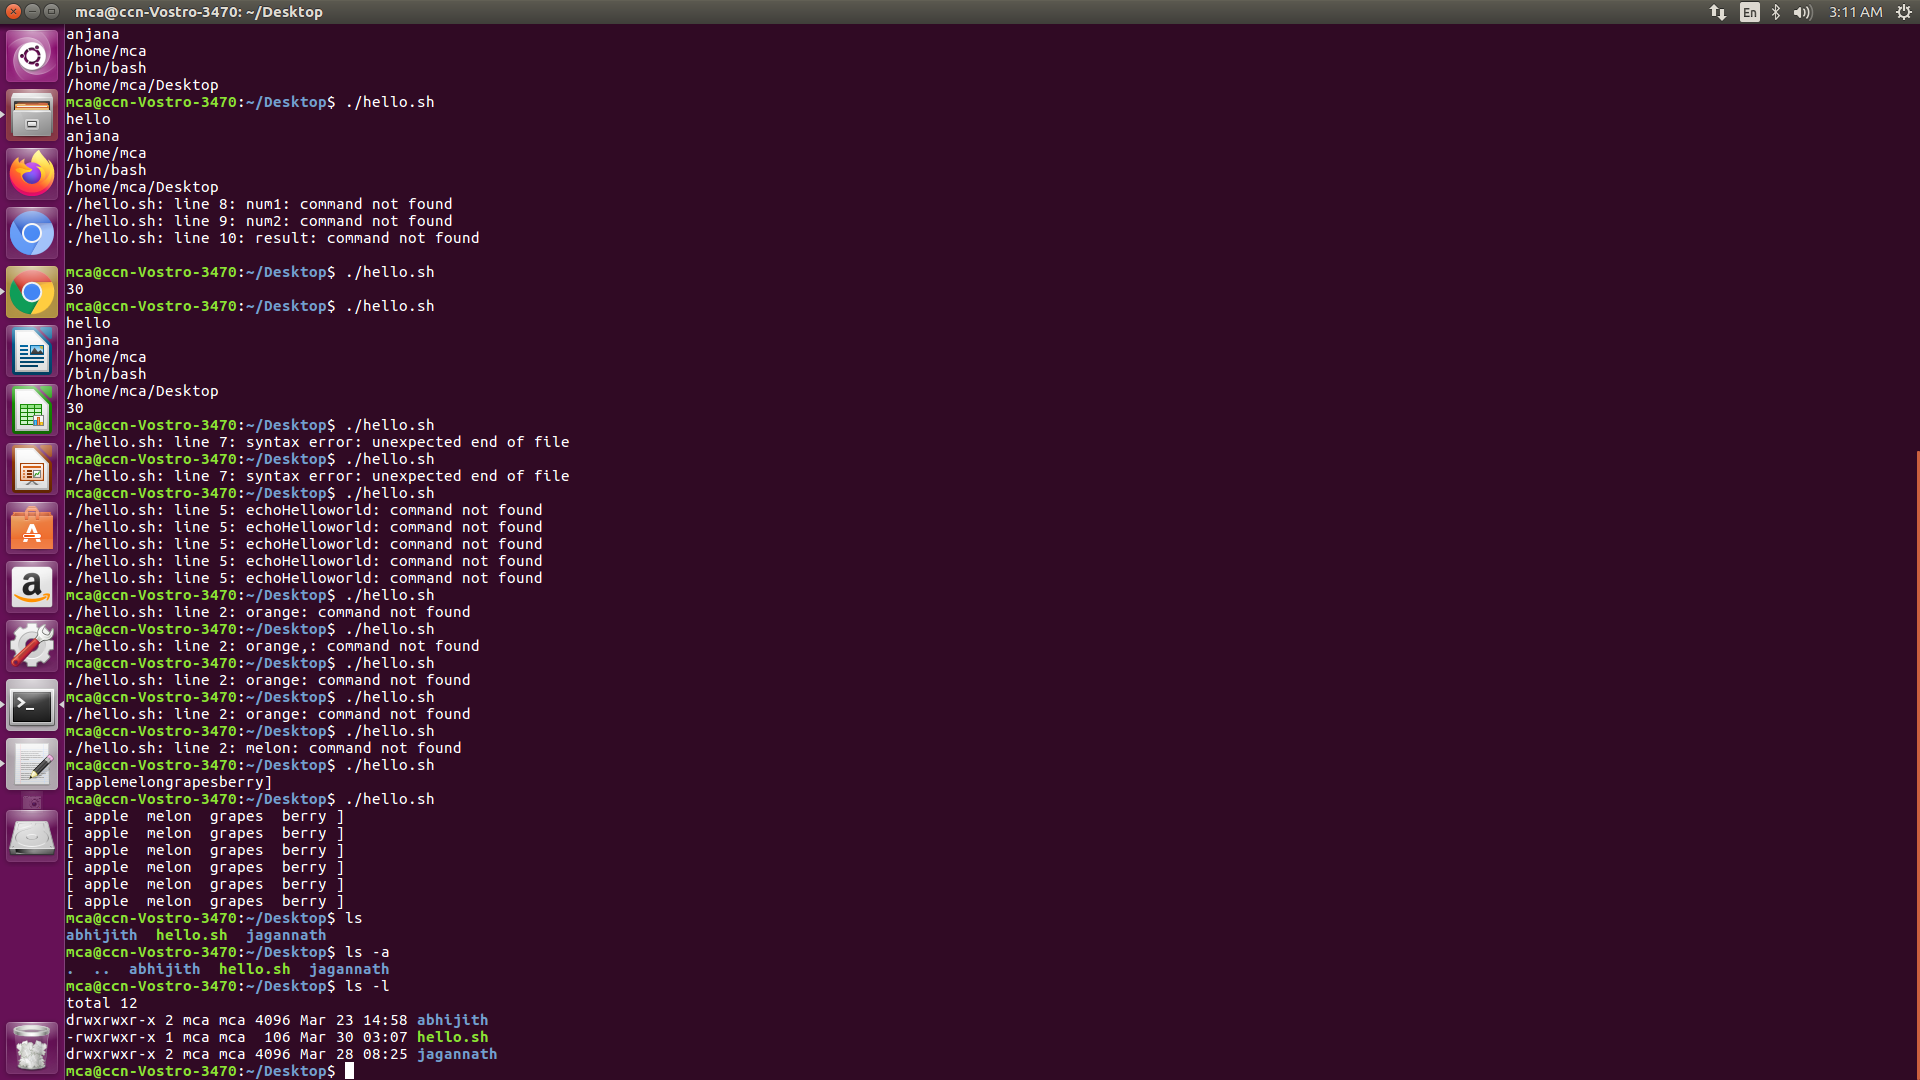 mca@ccn-Vostro-3470: ~/Desktop
En
3:11 AM
anjana
/home/mca
/bin/bash
/home/mca/Desktop
mca@ccn-Vostro-3470:~/Desktop$ ./hello.sh
hello
anjana
/home/mca
/bin/bash
/home/mca/Desktop
./hello.sh: line 8: num1: command not found
./hello.sh: line 9: num2: command not found
./hello.sh: line 10: result: command not found
mca@ccn-Vostro-3470:~/Desktop$ ./hello.sh
30
mca@ccn-Vostro-3470:~/Desktop$ ./hello.sh
hello
anjana
/home/mca
/bin/bash
/home/mca/Desktop
30
mca@ccn-Vostro-3470:~/Desktop$ ./hello.sh
./hello.sh: line 7: syntax error: unexpected end of file
mca@ccn-Vostro-3470:~/Desktop$ ./hello.sh
./hello.sh: line 7: syntax error: unexpected end of file
mca@ccn-Vostro-3470:~/Desktop$ ./hello.sh
./hello.sh: line 5: echoHelloworld: command not found
./hello.sh: line 5: echoHelloworld: command not found
./hello.sh: line 5: echoHelloworld: command not found
./hello.sh: line 5: echoHelloworld: command not found
./hello.sh: line 5: echoHelloworld: command not found
mca@ccn-Vostro-3470:~/Desktop$ ./hello.sh
./hello.sh: line 2: orange: command not found
mca@ccn-Vostro-3470:~/Desktop$ ./hello.sh
./hello.sh: line 2: orange,: command not found
mca@ccn-Vostro-3470:~/Desktop$ ./hello.sh
./hello.sh: line 2: orange: command not found
mca@ccn-Vostro-3470:~/Desktop$ ./hello.sh
./hello.sh: line 2: orange: command not found
mca@ccn-Vostro-3470:~/Desktop$ ./hello.sh
./hello.sh: line 2: melon: command not found
mca@ccn-Vostro-3470:~/Desktop$ ./hello.sh
[applemelongrapesberry]
mca@ccn-Vostro-3470:~/Desktop$ ./hello.sh
[ apple  melon  grapes  berry ]
[ apple  melon  grapes  berry ]
[ apple  melon  grapes  berry ]
[ apple  melon  grapes  berry ]
[ apple  melon  grapes  berry ]
[ apple  melon  grapes  berry ]
mca@ccn-Vostro-3470:~/Desktop$ ls
abhijith  hello.sh  jagannath
mca@ccn-Vostro-3470:~/Desktop$ ls -a
.  ..  abhijith  hello.sh  jagannath
mca@ccn-Vostro-3470:~/Desktop$ ls -l
total 12
drwxrwxr-x 2 mca mca 4096 Mar 23 14:58 abhijith
-rwxrwxr-x 1 mca mca  106 Mar 30 03:07 hello.sh
drwxrwxr-x 2 mca mca 4096 Mar 28 08:25 jagannath
mca@ccn-Vostro-3470:~/Desktop$